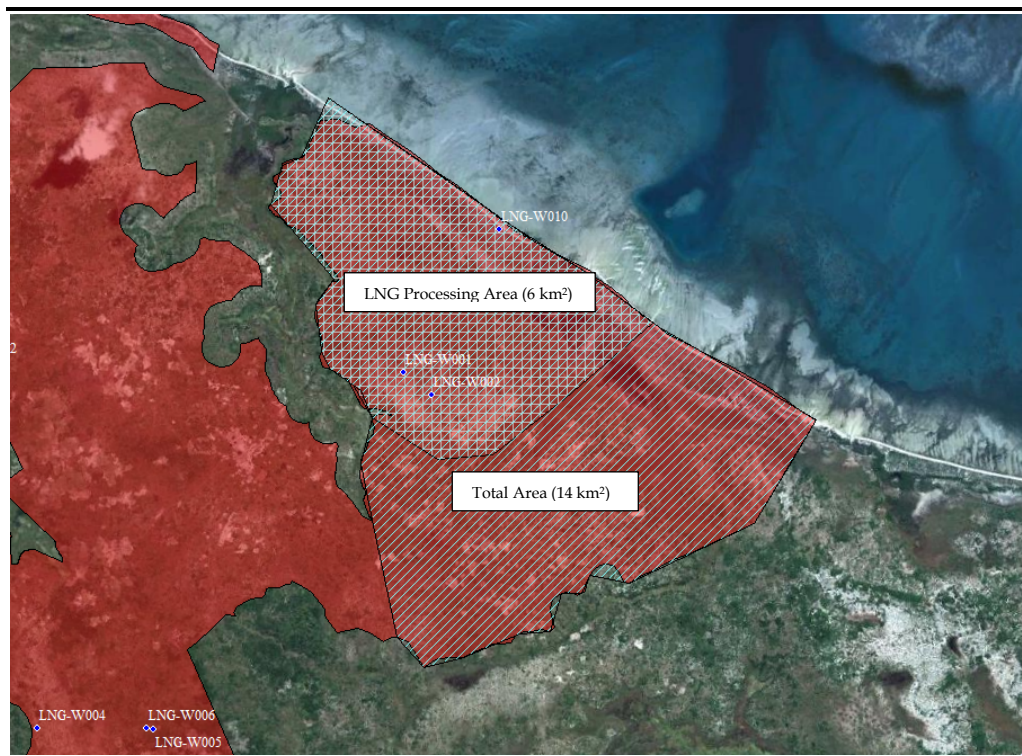 LNG-W010
LNG Processing Area (6 km²)
2
LNG-W001
LNG-W002
Total Area (14 km²)
LNG-W004
LNG-W006
LNG-W005